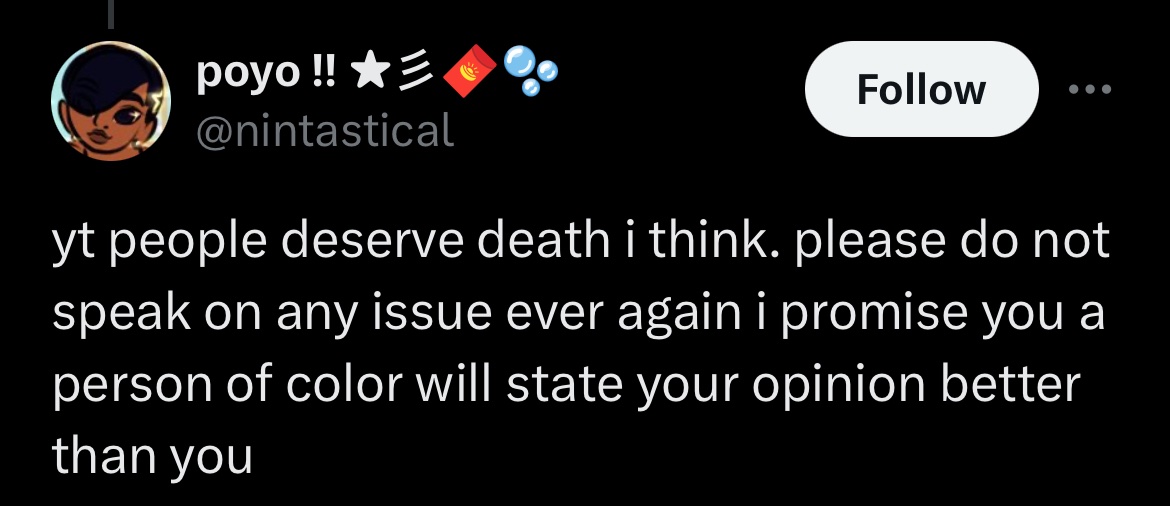 poyo !! ★彡🧧🫧
@nintastical
Follow
yt people deserve death i think. please do not
speak on any issue ever again i promise you a
person of color will state your opinion better
than you